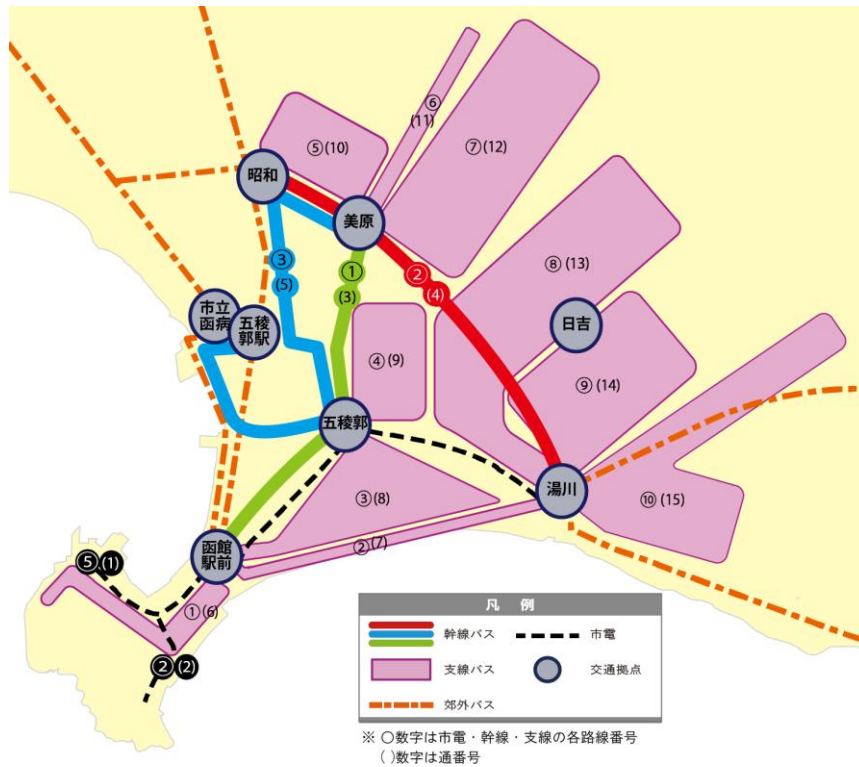 ⑥
(11)
⑤(10)
⑦(12)
昭和
美原
③
(5)
①
(3)
②
(4)
⑧(13)
市立
函病
五稜
郭駅
日吉
④(9)
⑨(14)
五稜郭
湯川
③(8)
⑩(15)
②(7)
函館
駅前
⑤(1)
①(6)
②(2)
凡 例
幹線バス
市電
支線バス
交通拠点
郊外バス
※ ○数字は市電・幹線・支線の各路線番号
( )数字は通番号